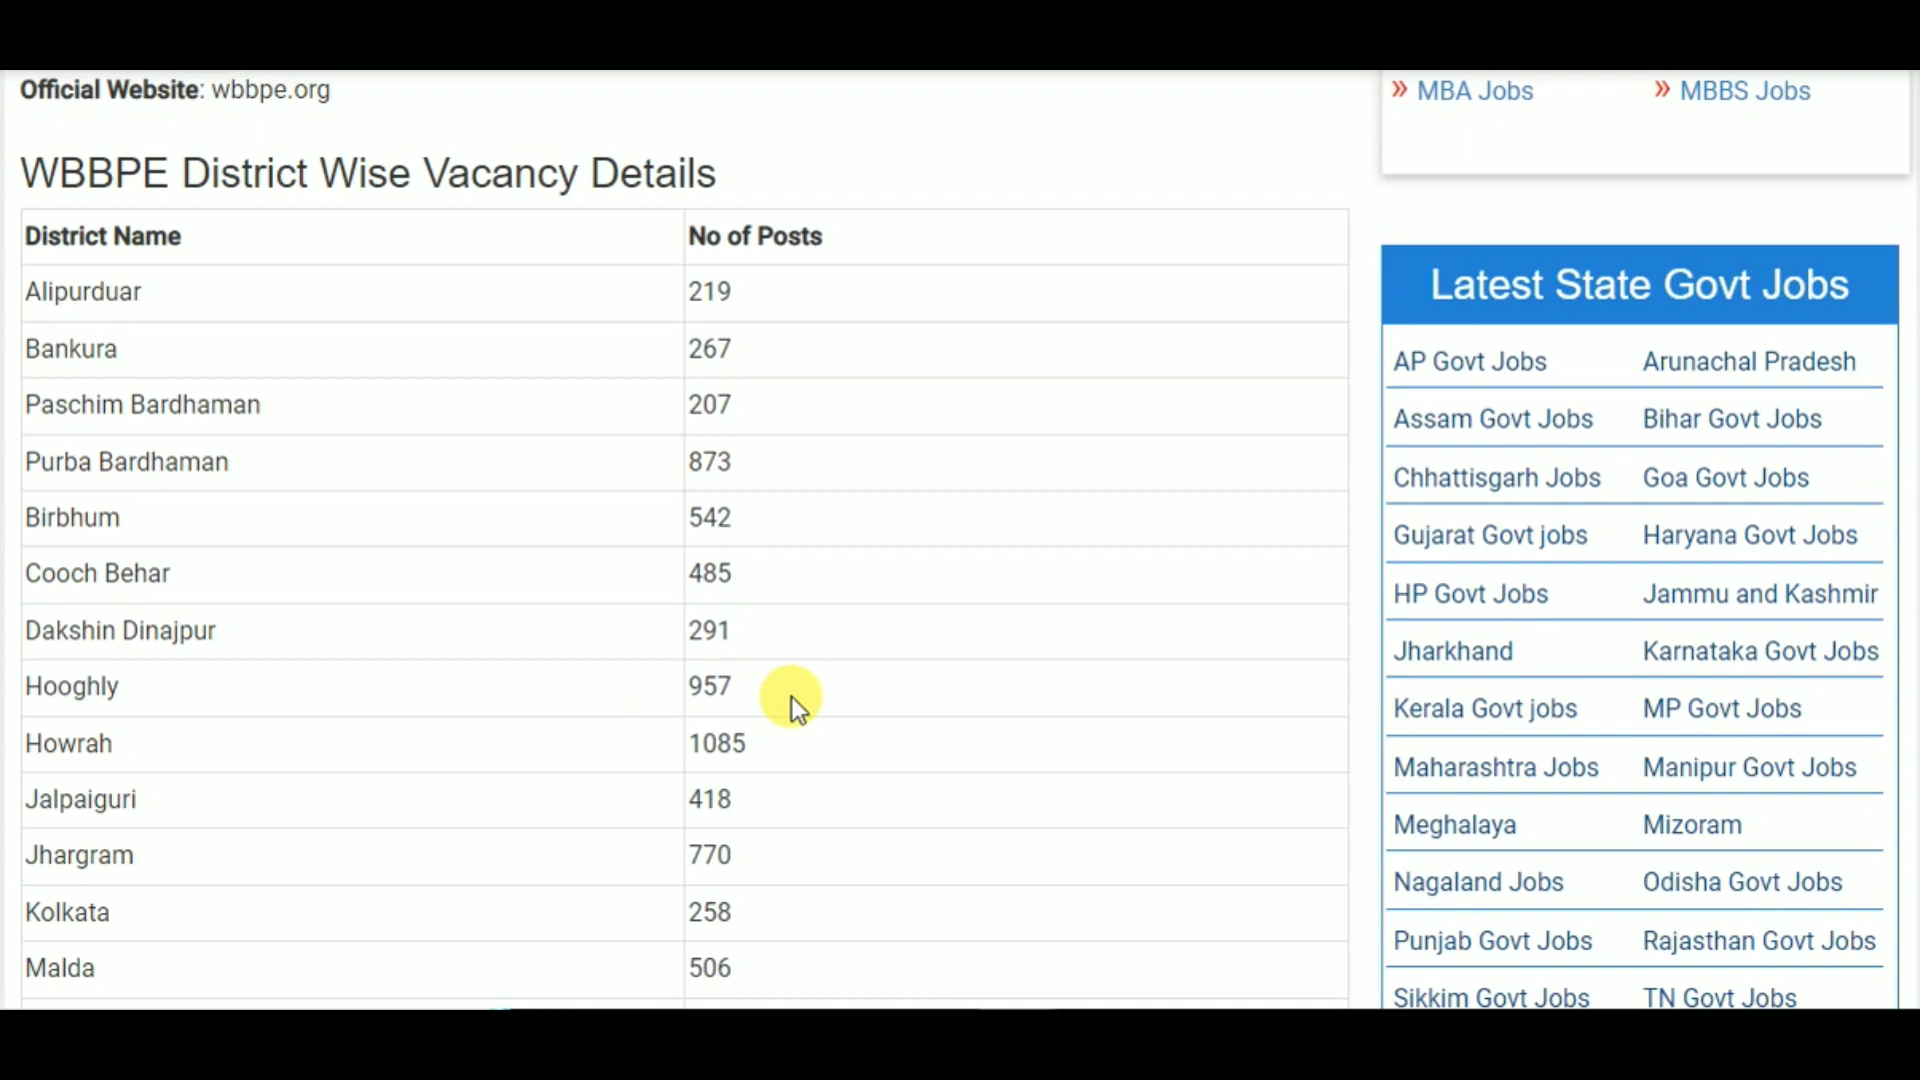 Official Website: wbbpe.org
WBBPE District Wise Vacancy Details
District Name No of Posts
Alipurduar 219
Bankura 267
Paschim Bardhaman 207
Purba Bardhaman 873
Birbhum 542
Cooch Behar 485
Dakshin Dinajpur 291
Hooghly 957
Howrah 1085
Jalpaiguri 418
Jhargram 770
Kolkata 258
Malda 506
» MBA Jobs » MBBS Jobs
Latest State Govt Jobs
AP Govt Jobs Arunachal Pradesh
Assam Govt Jobs Bihar Govt Jobs
Chhattisgarh Jobs Goa Govt Jobs
Gujarat Govt jobs Haryana Govt Jobs
HP Govt Jobs Jammu and Kashmir
Jharkhand Karnataka Govt Jobs
Kerala Govt jobs MP Govt Jobs
Maharashtra Jobs Manipur Govt Jobs
Meghalaya Mizoram
Nagaland Jobs Odisha Govt Jobs
Punjab Govt Jobs Rajasthan Govt Jobs
Sikkim Govt Jobs TN Govt Jobs